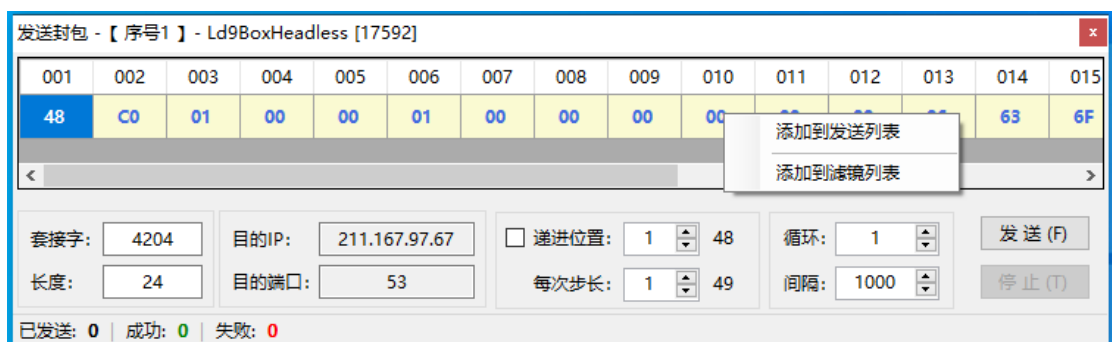 发送封包 -【 序号1 】- Ld9BoxHeadless [17592]
x
001 002 003 004 005 006 007 008 009 010 011 012 013 014 015
48 C0 01 00 00 01 00 00 00 00 63 6F
添加到发送列表
添加到滤镜列表
套接字: 4204 目的IP: 211.167.97.67 递进位置: 1 48 循环: 1 发 送 (F)
长度: 24 目的端口: 53 每次步长: 1 49 间隔: 1000 停 止 (T)
已发送: 0 | 成功: 0 | 失败: 0